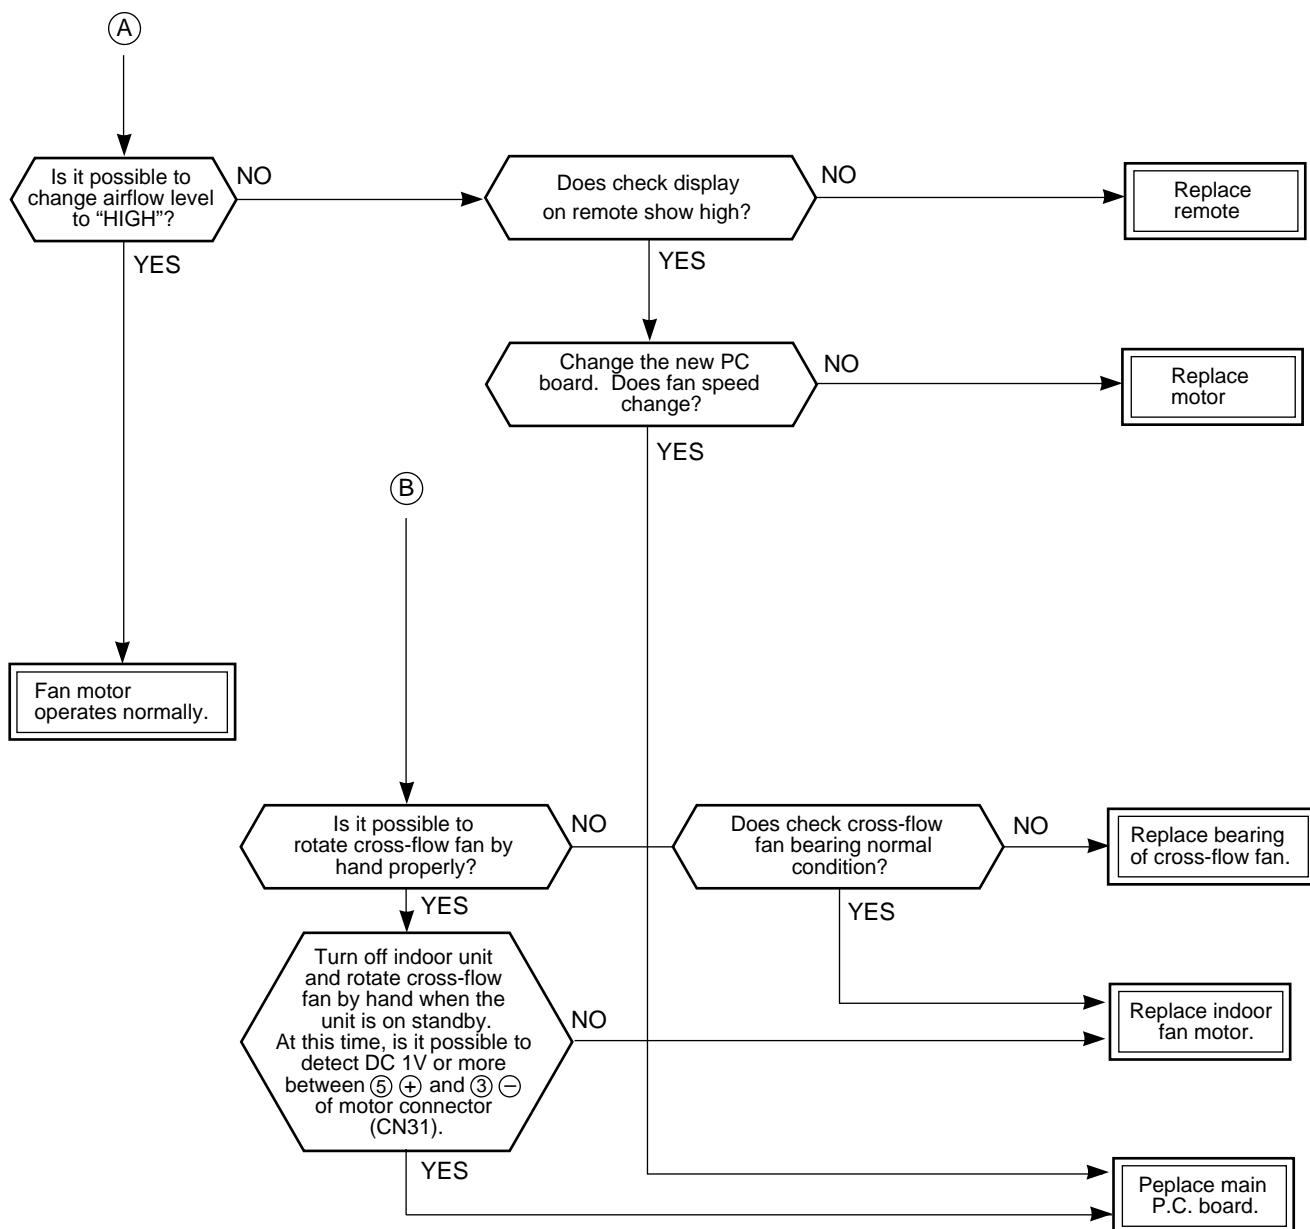 A
Is it possible to
change airflow level
to “HIGH”?
NO
YES
Does check display
on remote show high?
NO
YES
Replace
remote
Change the new PC
board. Does fan speed
change?
NO
YES
Replace
motor
B
Fan motor
operates normally.
Is it possible to
rotate cross-flow fan by
hand properly?
NO
YES
Does check cross-flow
fan bearing normal
condition?
NO
YES
Replace bearing
of cross-flow fan.
Turn off indoor unit
and rotate cross-flow
fan by hand when the
unit is on standby.
At this time, is it possible to
detect DC 1V or more
between ⑤ ⊕ and ③ ⊖
of motor connector
(CN31).
NO
YES
Replace indoor
fan motor.
Peplace main
P.C. board.